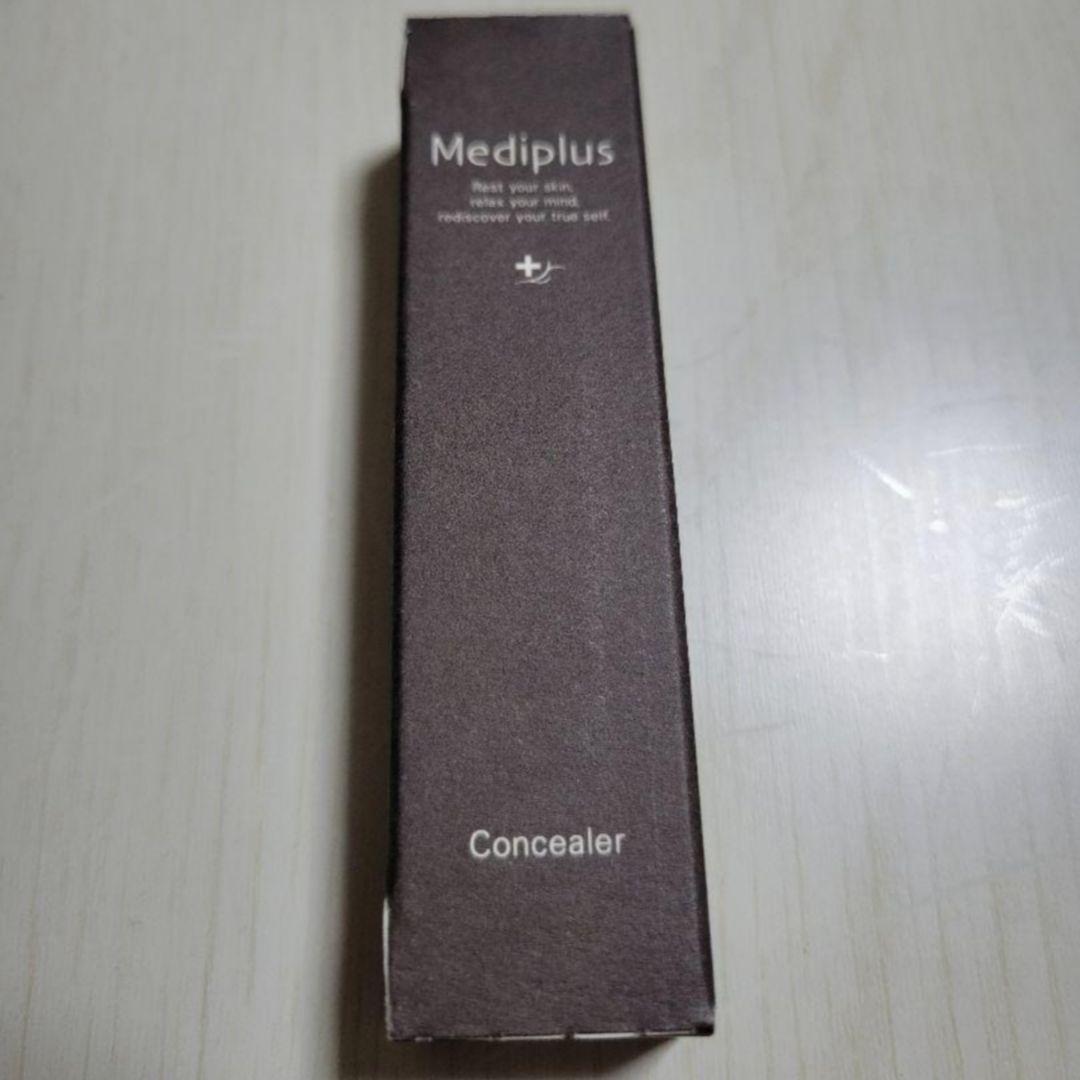 Mediplus
Rest your skin,
relax your mind,
rediscover your true self.
Concealer